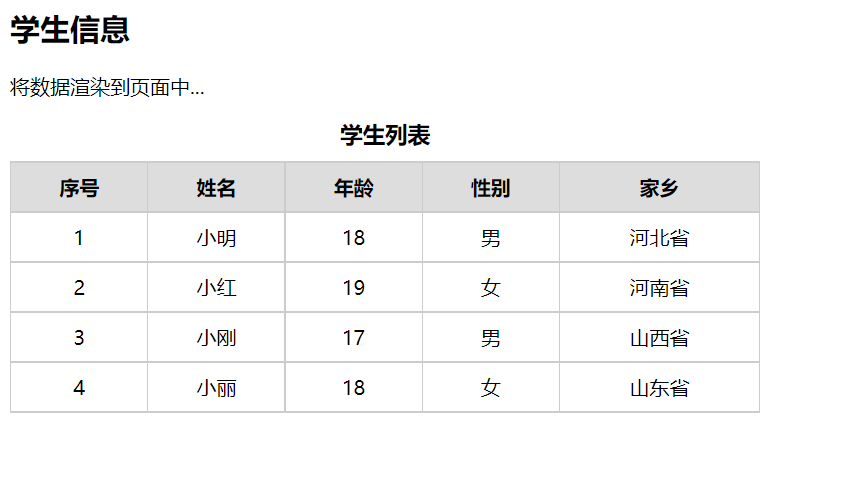 学生信息
将数据渲染到页面中...
学生列表
序号 姓名 年龄 性别 家乡
1 小明 18 男 河北省
2 小红 19 女 河南省
3 小刚 17 男 山西省
4 小丽 18 女 山东省